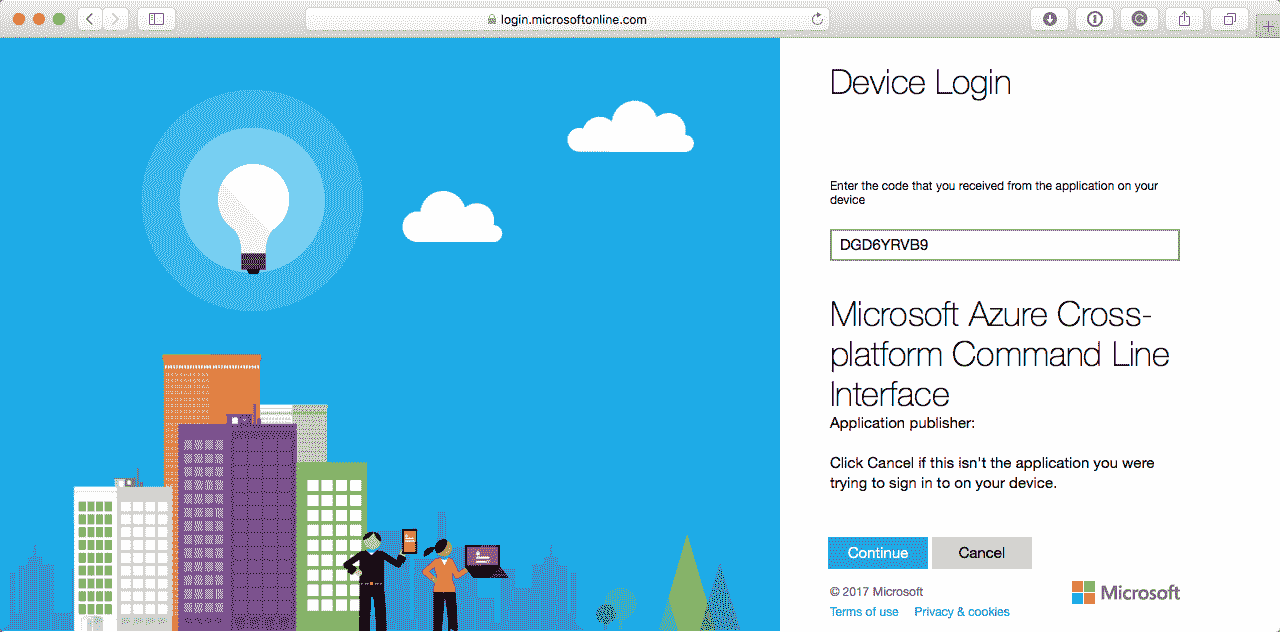 login.microsoftonline.com
Device Login
Enter the code that you received from the application on your
device
DGD6YRVB9
Microsoft Azure Cross-
platform Command Line
Interface
Application publisher:
Click Cancel if this isn't the application you were
trying to sign in to on your device.
Continue Cancel
© 2017 Microsoft
Microsoft
Terms of use Privacy & cookies